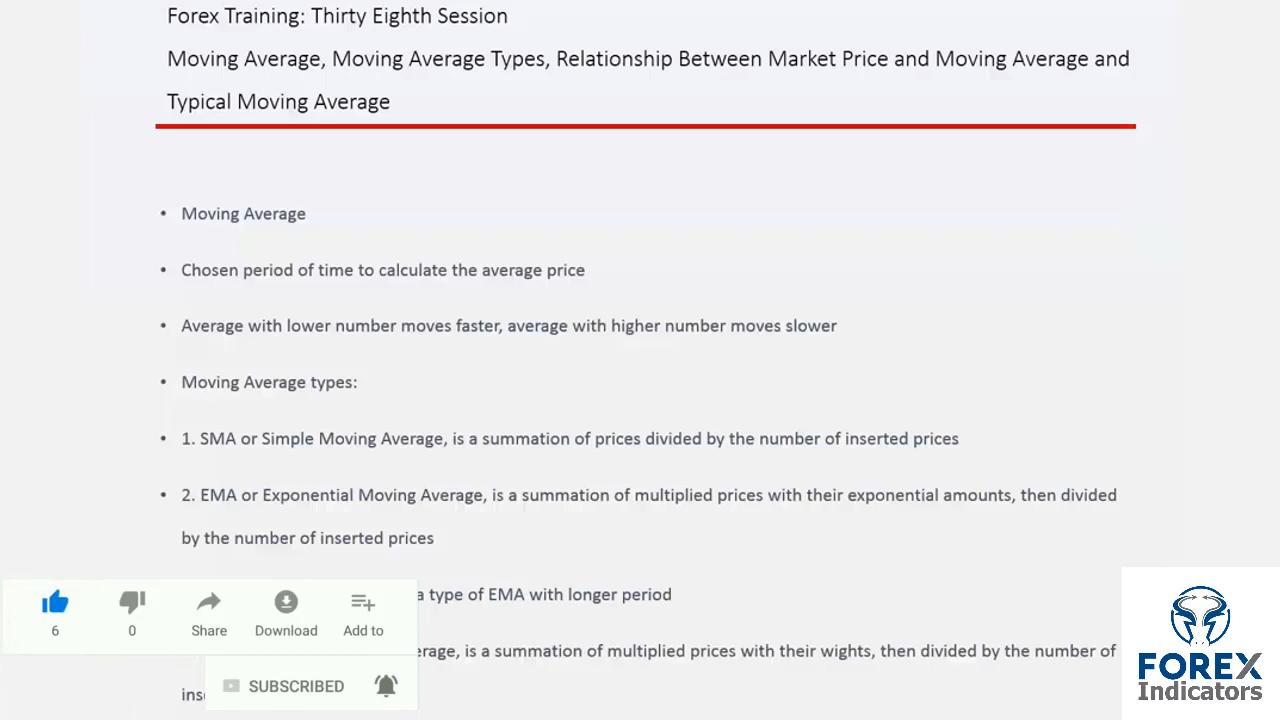 Forex Training: Thirty Eighth Session
Moving Average, Moving Average Types, Relationship Between Market Price and Moving Average and
Typical Moving Average
• Moving Average
• Chosen period of time to calculate the average price
• Average with lower number moves faster, average with higher number moves slower
• Moving Average types:
• 1. SMA or Simple Moving Average, is a summation of prices divided by the number of inserted prices
• 2. EMA or Exponential Moving Average, is a summation of multiplied prices with their exponential amounts, then divided
by the number of inserted prices
a type of EMA with longer period
erage, is a summation of multiplied prices with their wights, then divided by the number of
inse
6
0
Share
Download
Add to
SUBSCRIBED
FOREX
Indicators